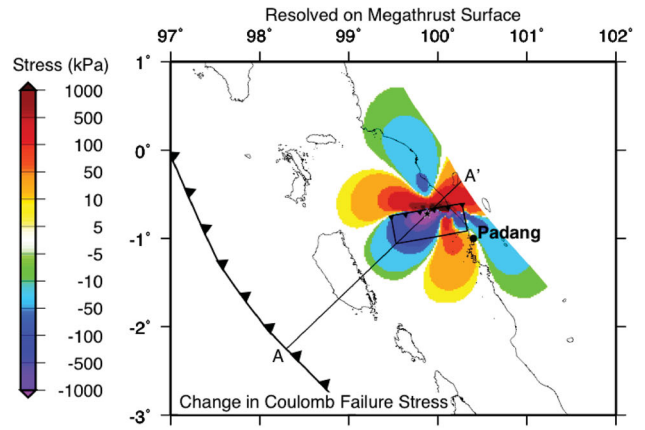 Resolved on Megathrust Surface
97° 98° 99° 100° 101° 102°
Stress (kPa)
1000
500
100
50
10
5
-5
-10
-50
-100
-500
-1000
1°
0°
-1°
-2°
-3°
A'
Padang
A
Change in Coulomb Failure Stress